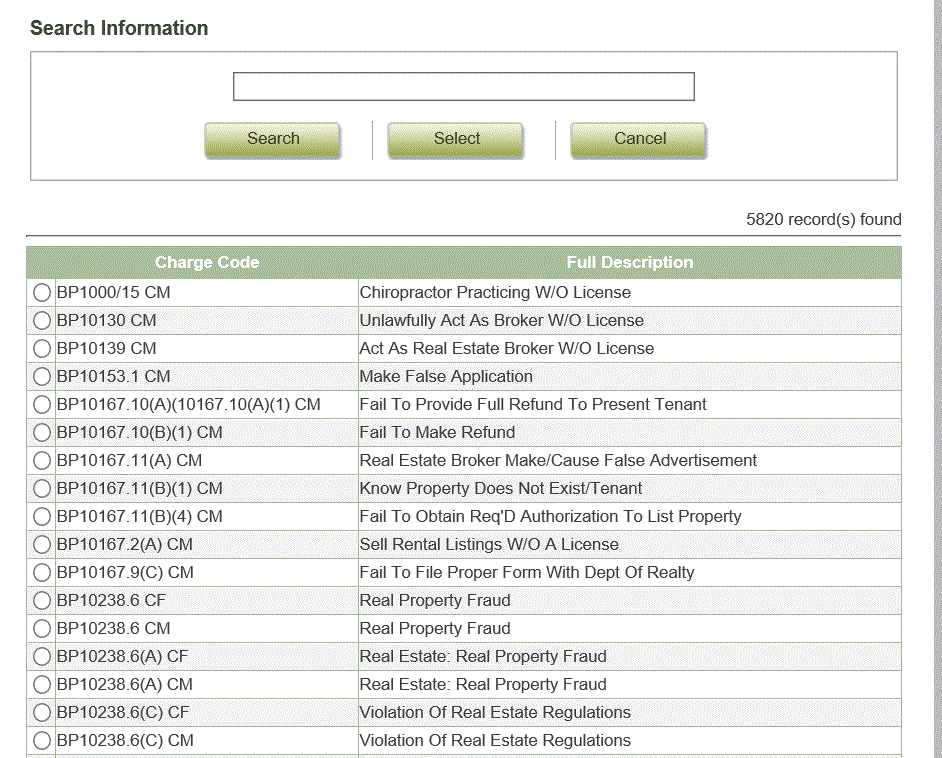 Search Information
Search Select Cancel
5820 record(s) found
Charge Code Full Description
BP1000/15 CM Chiropractor Practicing W/O License
BP10130 CM Unlawfully Act As Broker W/O License
BP10139 CM Act As Real Estate Broker W/O License
BP10153.1 CM Make False Application
BP10167.10(A)(10167.10(A)(1) CM Fail To Provide Full Refund To Present Tenant
BP10167.10(B)(1) CM Fail To Make Refund
BP10167.11(A) CM Real Estate Broker Make/Cause False Advertisement
BP10167.11(B)(1) CM Know Property Does Not Exist/Tenant
BP10167.11(B)(4) CM Fail To Obtain Req'D Authorization To List Property
BP10167.2(A) CM Sell Rental Listings W/O A License
BP10167.9(C) CM Fail To File Proper Form With Dept Of Realty
BP10238.6 CF Real Property Fraud
BP10238.6 CM Real Property Fraud
BP10238.6(A) CF Real Estate: Real Property Fraud
BP10238.6(A) CM Real Estate: Real Property Fraud
BP10238.6(C) CF Violation Of Real Estate Regulations
BP10238.6(C) CM Violation Of Real Estate Regulations